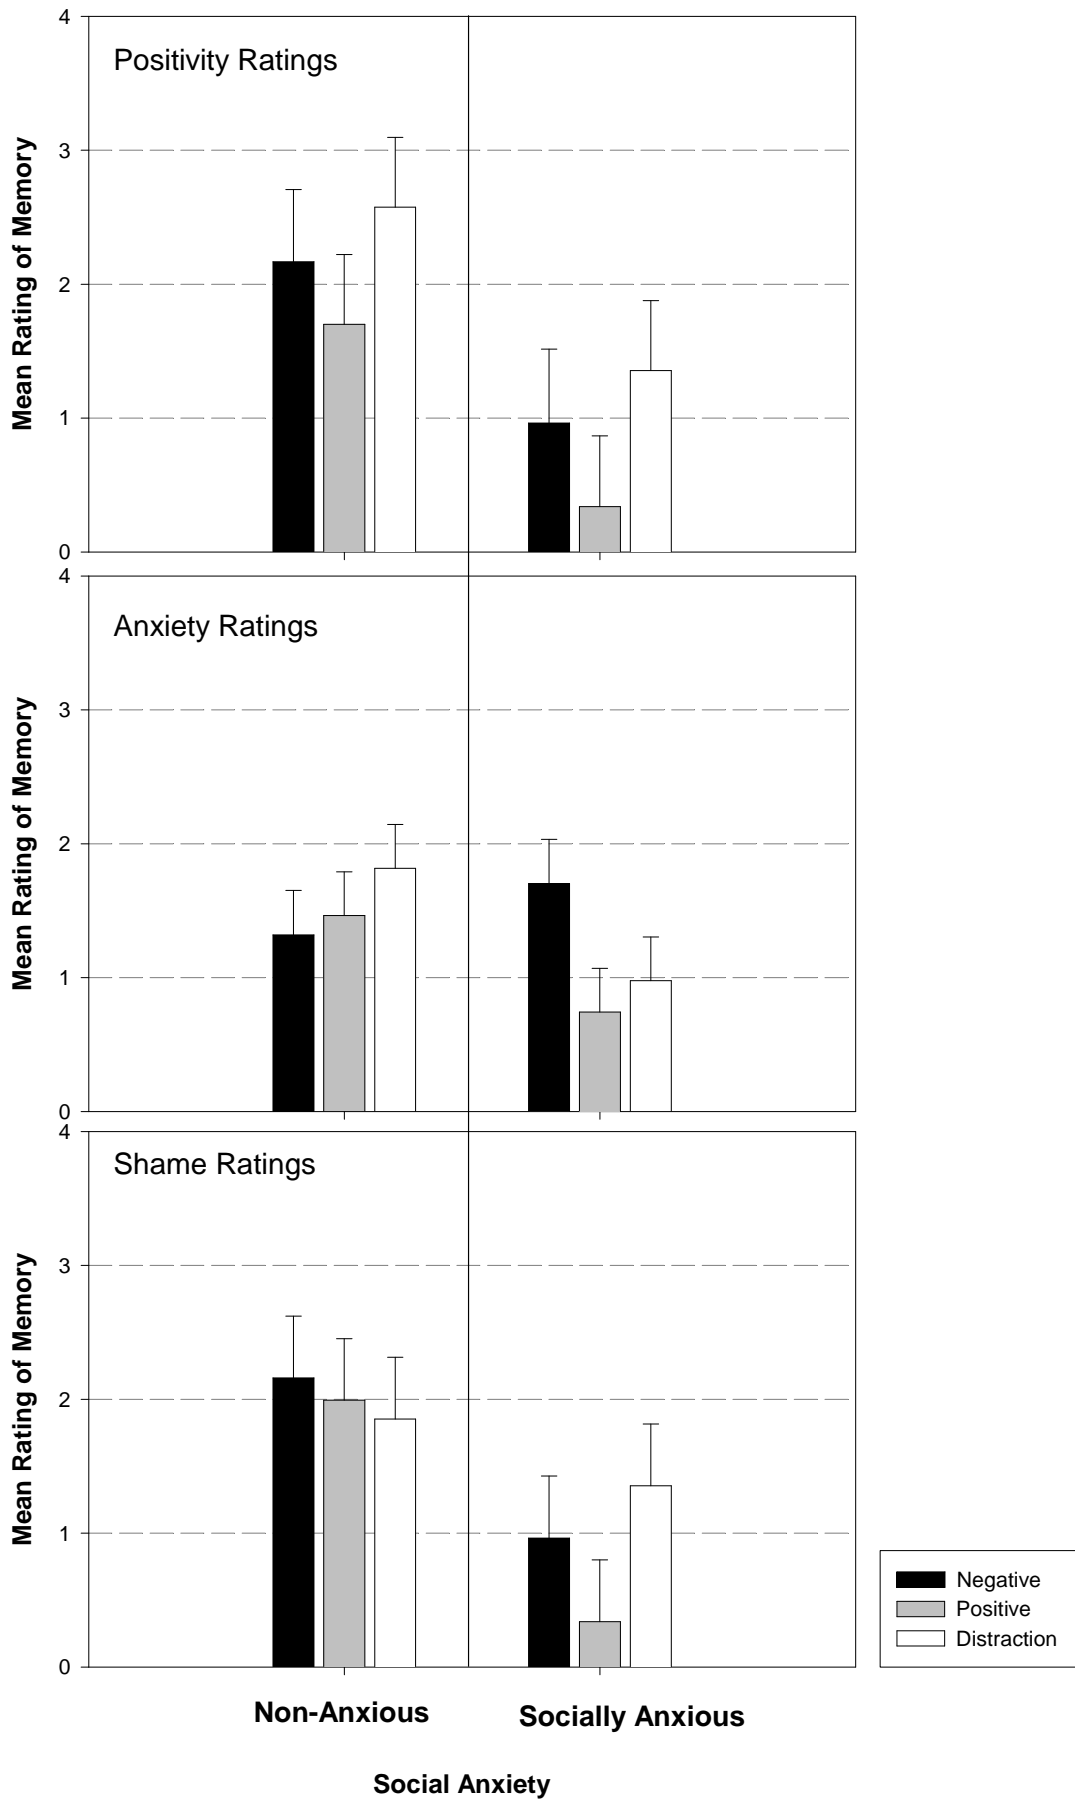 4
Positivity Ratings
3
2
1
0
Mean Rating of Memory
4
Anxiety Ratings
3
2
1
0
Mean Rating of Memory
4
Shame Ratings
3
2
1
0
Mean Rating of Memory
Negative
Positive
Distraction
Non-Anxious
Socially Anxious
Social Anxiety